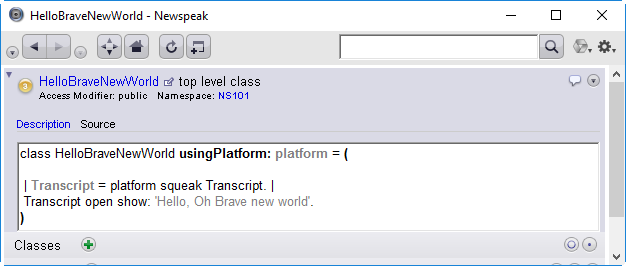 HelloBraveNewWorld - Newspeak
HelloBraveNewWorld top level class
3
Access Modifier: public Namespace: NS101
Description Source
class HelloBraveNewWorld usingPlatform: platform = (
| Transcript = platform squeak Transcript. |
Transcript open show: 'Hello, Oh Brave new world'.
)
Classes